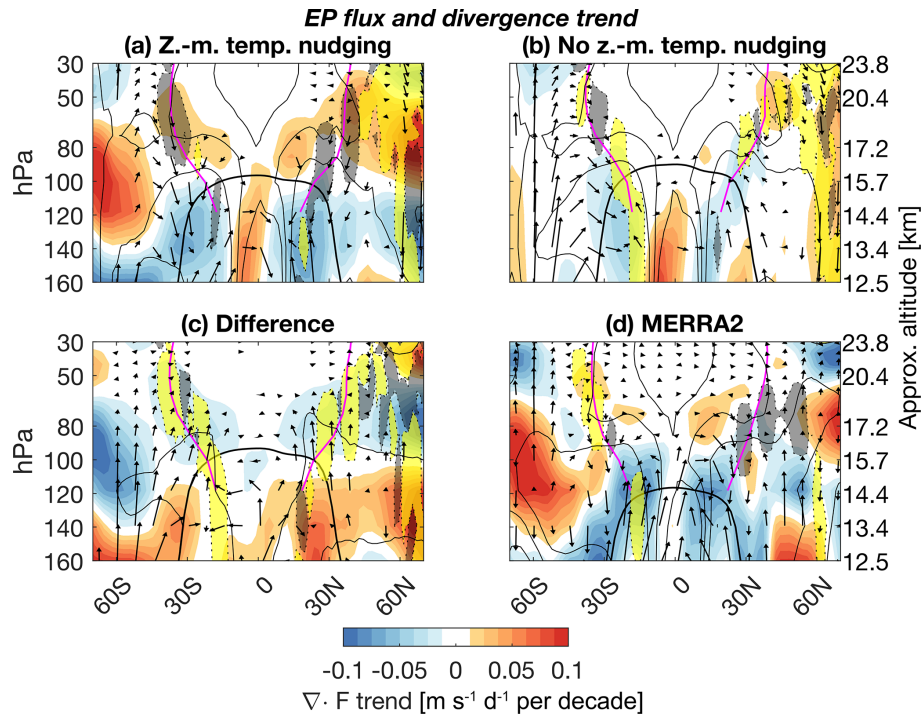 EP flux and divergence trend
(a) Z.-m. temp. nudging
(b) No z.-m. temp. nudging
30
50
80
100
120
140
160
hPa
23.8
20.4
17.2
15.7
14.4
13.4
12.5
(c) Difference
(d) MERRA2
30
50
80
100
120
140
160
hPa
23.8
20.4
17.2
15.7
14.4
13.4
12.5
Approx. altitude [km]
60S
30S
0
30N
60N
60S
30S
0
30N
60N
-0.1
-0.05
0
0.05
0.1
∇· F trend [m s⁻¹ d⁻¹ per decade]